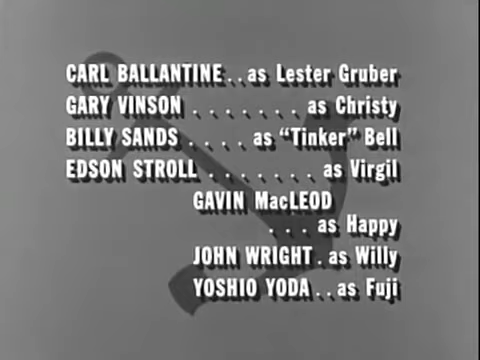 CARL BALLANTINE . . as Lester Gruber
GARY VINSON . . . . . . . as Christy
BILLY SANDS . . . . as “Tinker” Bell
EDSON STROLL . . . . . . . as Virgil
GAVIN MacLEOD
. . . as Happy
JOHN WRIGHT . as Willy
YOSHIO YODA . . as Fuji